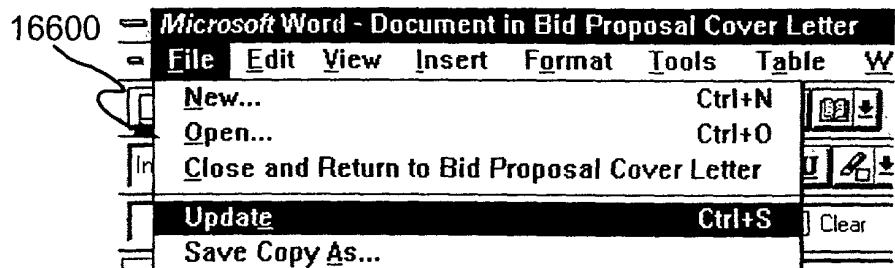 16600
Microsoft Word - Document in Bid Proposal Cover Letter
File Edit View Insert Format Tools Table W
New... Ctrl+N
Open... Ctrl+O
In
Close and Return to Bid Proposal Cover Letter U
Update Ctrl+S Clear
Save Copy As...